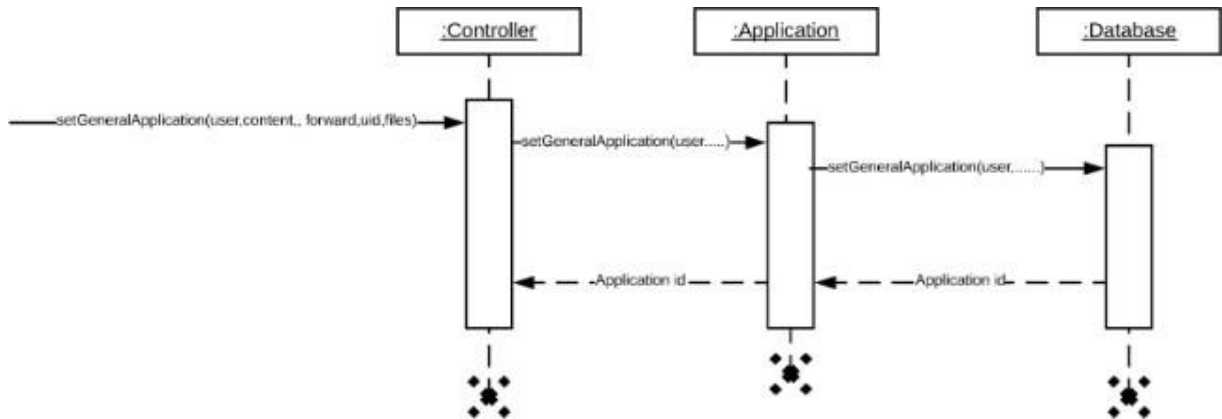 :Controller
:Application
:Database
setGeneralApplication(user,content,, forward,uid,files)
setGeneralApplication(user.....)
setGeneralApplication(user,.......)
Application id
Application id